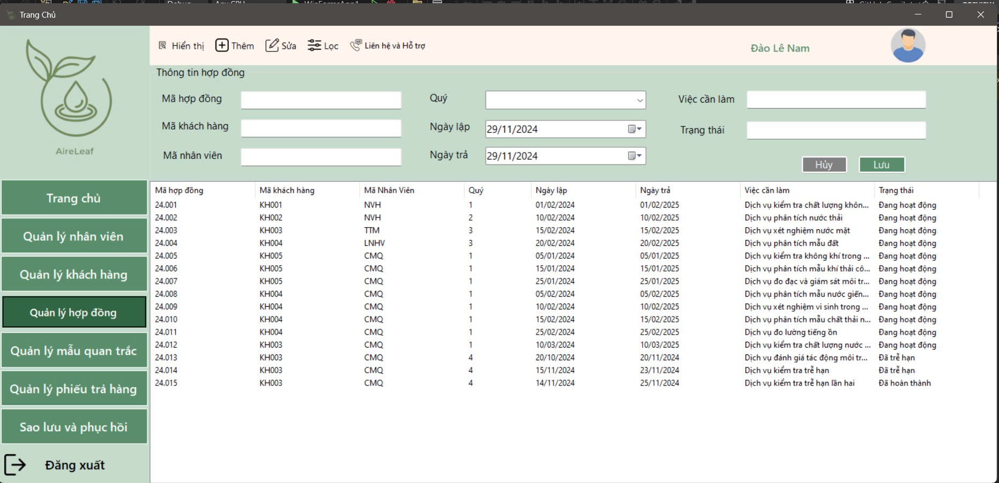 Trang Chủ
AireLeaf
Trang chủ
Quản lý nhân viên
Quản lý khách hàng
Quản lý hợp đồng
Quản lý mẫu quan trắc
Quản lý phiếu trả hàng
Sao lưu và phục hồi
Đăng xuất
Hiển thị Thêm Sửa Lọc Liên hệ và Hỗ trợ Đào Lê Nam
Thông tin hợp đồng
Mã hợp đồng Quý Việc cần làm
Mã khách hàng Ngày lập 29/11/2024 Trạng thái
Mã nhân viên Ngày trả 29/11/2024
Hủy Lưu
Mã hợp đồng Mã khách hàng Mã Nhân Viên Quý Ngày lập Ngày trả Việc cần làm Trạng thái
24.001 KH001 NVH 1 01/02/2024 01/02/2025 Dịch vụ kiểm tra chất lượng khôn... Đang hoạt động
24.002 KH002 NVH 2 10/02/2024 10/02/2025 Dịch vụ phân tích nước thải Đang hoạt động
24.003 KH003 TTM 3 15/02/2024 15/02/2025 Dịch vụ xét nghiệm nước mặt Đang hoạt động
24.004 KH004 LNHV 3 20/02/2024 20/02/2025 Dịch vụ phân tích mẫu đất Đang hoạt động
24.005 KH005 CMQ 1 05/01/2024 05/01/2025 Dịch vụ kiểm tra không khí trong ... Đang hoạt động
24.006 KH005 CMQ 1 15/01/2024 15/01/2025 Dịch vụ phân tích mẫu khí thải cô... Đang hoạt động
24.007 KH005 CMQ 1 25/01/2024 25/01/2025 Dịch vụ đo đạc và giám sát môi tr... Đang hoạt động
24.008 KH004 CMQ 1 05/02/2024 05/02/2025 Dịch vụ phân tích mẫu nước giến... Đang hoạt động
24.009 KH004 CMQ 1 10/02/2024 10/02/2025 Dịch vụ xét nghiệm vi sinh trong ... Đang hoạt động
24.010 KH004 CMQ 1 15/02/2024 15/02/2025 Dịch vụ phân tích mẫu chất thải n... Đang hoạt động
24.011 KH004 CMQ 1 25/02/2024 25/02/2025 Dịch vụ đo lường tiếng ồn Đang hoạt động
24.012 KH003 CMQ 1 10/03/2024 10/03/2025 Dịch vụ kiểm tra chất lượng nước ... Đang hoạt động
24.013 KH003 CMQ 4 20/10/2024 20/11/2024 Dịch vụ đánh giá tác động môi tr... Đã trễ hạn
24.014 KH003 CMQ 4 15/11/2024 23/11/2024 Dịch vụ kiểm tra trễ hạn Đã trễ hạn
24.015 KH003 CMQ 4 14/11/2024 25/11/2024 Dịch vụ kiểm tra trễ hạn lần hai Đã hoàn thành